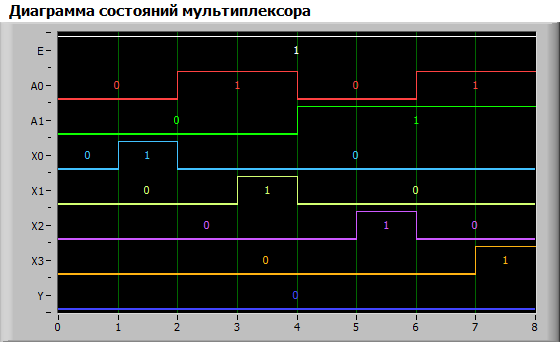 Диаграмма состояний мультиплексора
E 1
A0 0 1 0 1
A1 0 1
X0 0 1 0
X1 0 1 0
X2 0 1 0
X3 0 1
Y 0
0 1 2 3 4 5 6 7 8